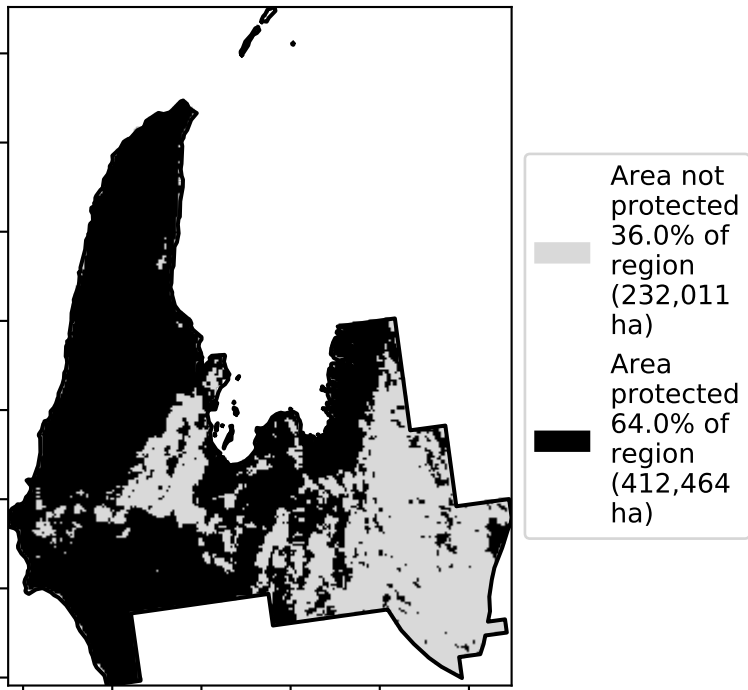 Area not
protected
36.0% of
region
(232,011
ha)
Area
protected
64.0% of
region
(412,464
ha)